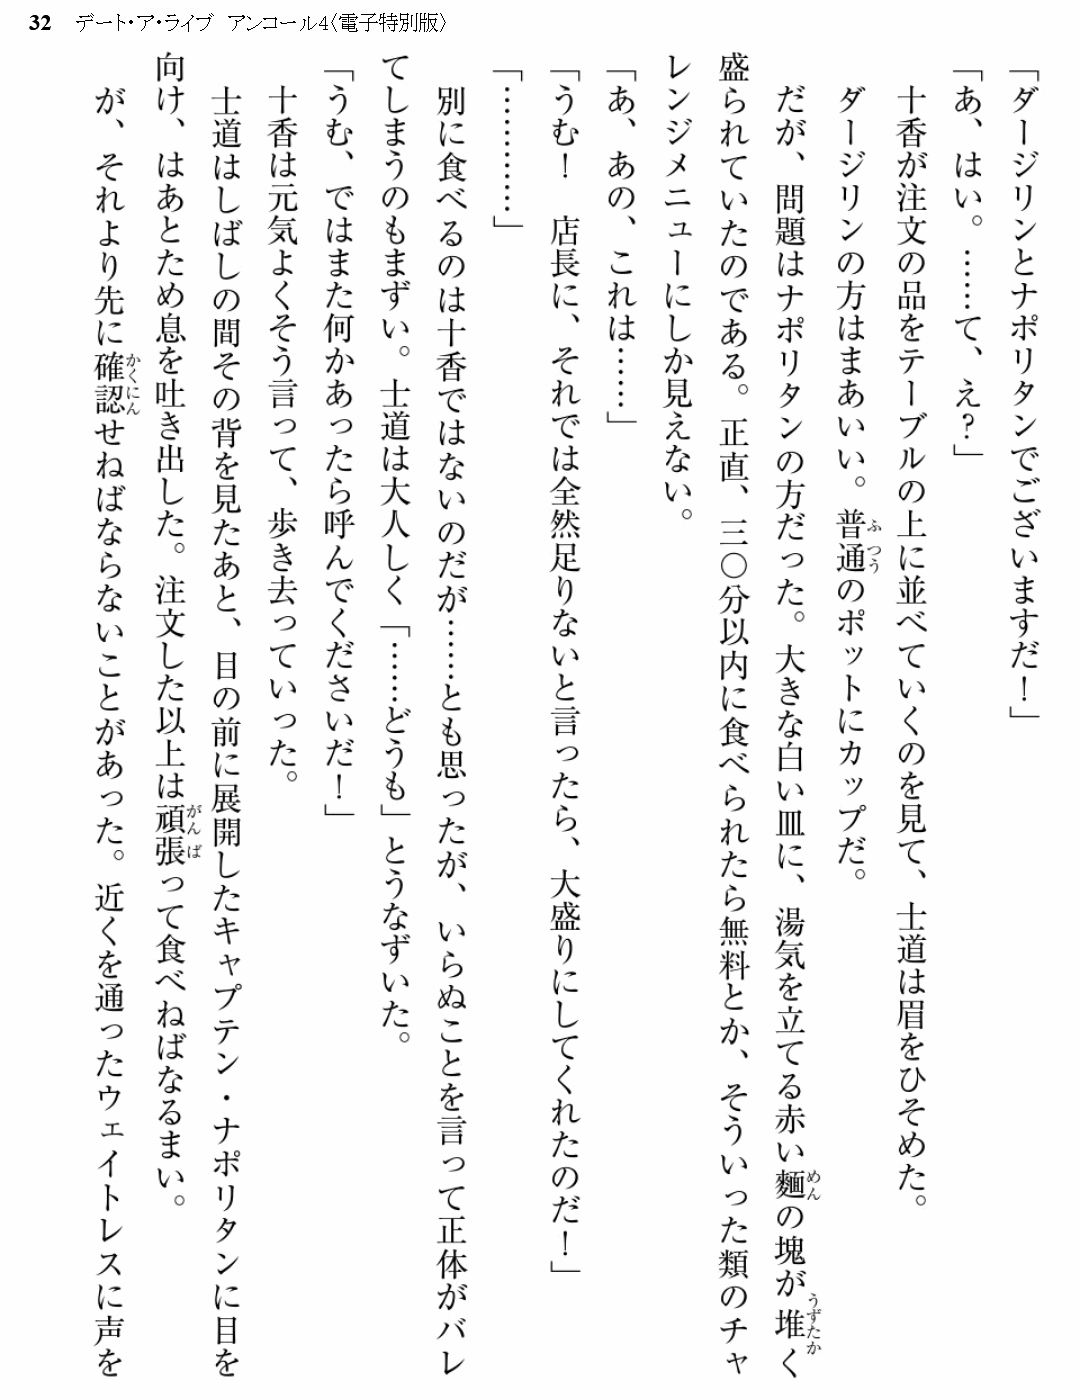 32 デート・ア・ライブ アンコール4〈電子特別版〉
「ダージリンとナポリタンでございますだ！」
「あ、はい。……て、え？」
十香が注文の品をテーブルの上に並べていくのを見て、士道は眉をひそめた。
ダージリンの方はまあいい。普通のポットにカップだ。
だが、問題はナポリタンの方だった。大きな白い皿に、湯気を立てる赤い麵の塊が堆く
盛られていたのである。正直、三〇分以内に食べられたら無料とか、そういった類のチャ
レンジメニューにしか見えない。
「あ、あの、これは……」
「うむ！　店長に、それでは全然足りないと言ったら、大盛りにしてくれたのだ！」
「…………」
別に食べるのは十香ではないのだが……とも思ったが、いらぬことを言って正体がバレ
てしまうのもまずい。士道は大人しく「……どうも」とうなずいた。
「うむ、ではまた何かあったら呼んでくださいだ！」
十香は元気よくそう言って、歩き去っていった。
士道はしばしの間その背を見たあと、目の前に展開したキャプテン・ナポリタンに目を
向け、はあとため息を吐き出した。注文した以上は頑張って食べねばなるまい。
が、それより先に確認せねばならないことがあった。近くを通ったウェイトレスに声を